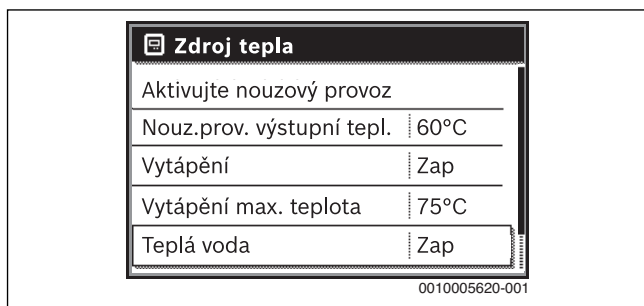 Zdroj tepla
Aktivujte nouzový provoz
Nouz.prov. výstupní tepl. 60°C
Vytápění Zap
Vytápění max. teplota 75°C
Teplá voda Zap
0010005620-001